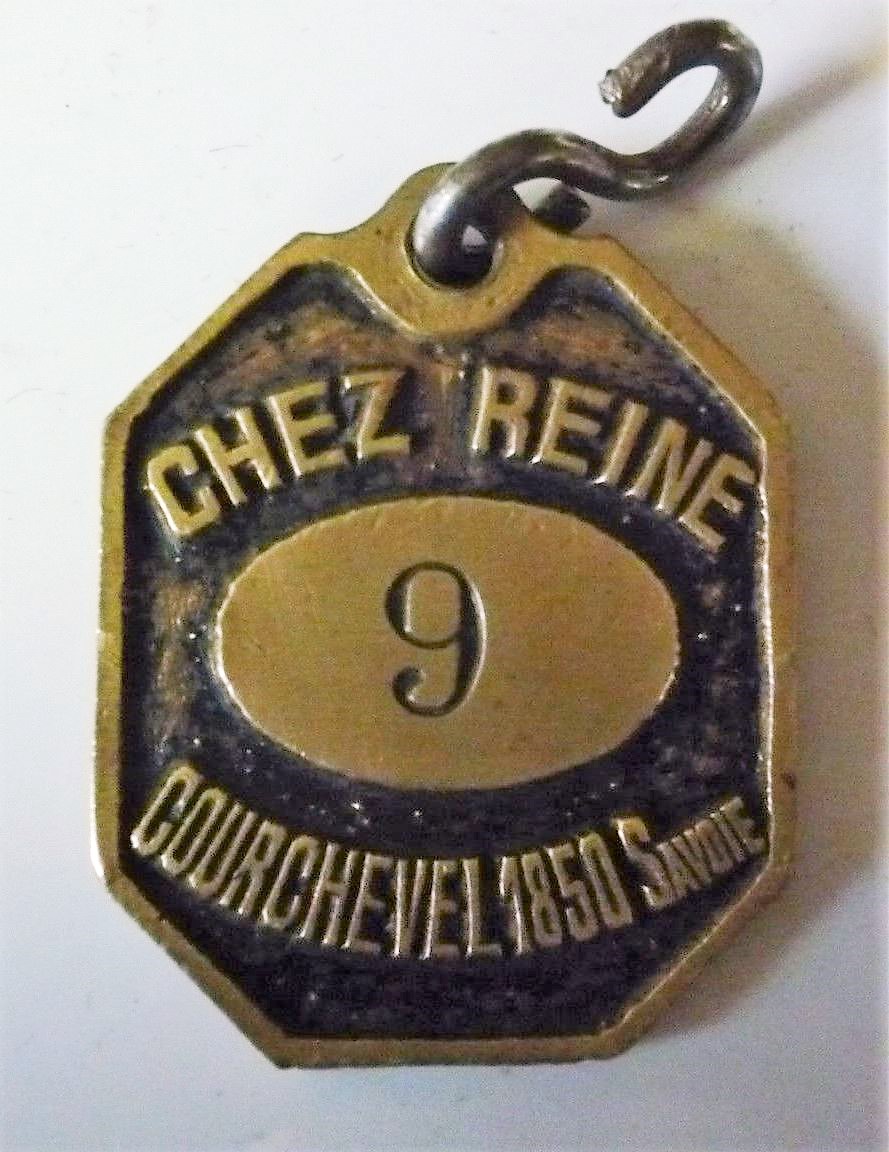 CHEZ REINE
9
COURCHEVEL 1850 SAVOIE